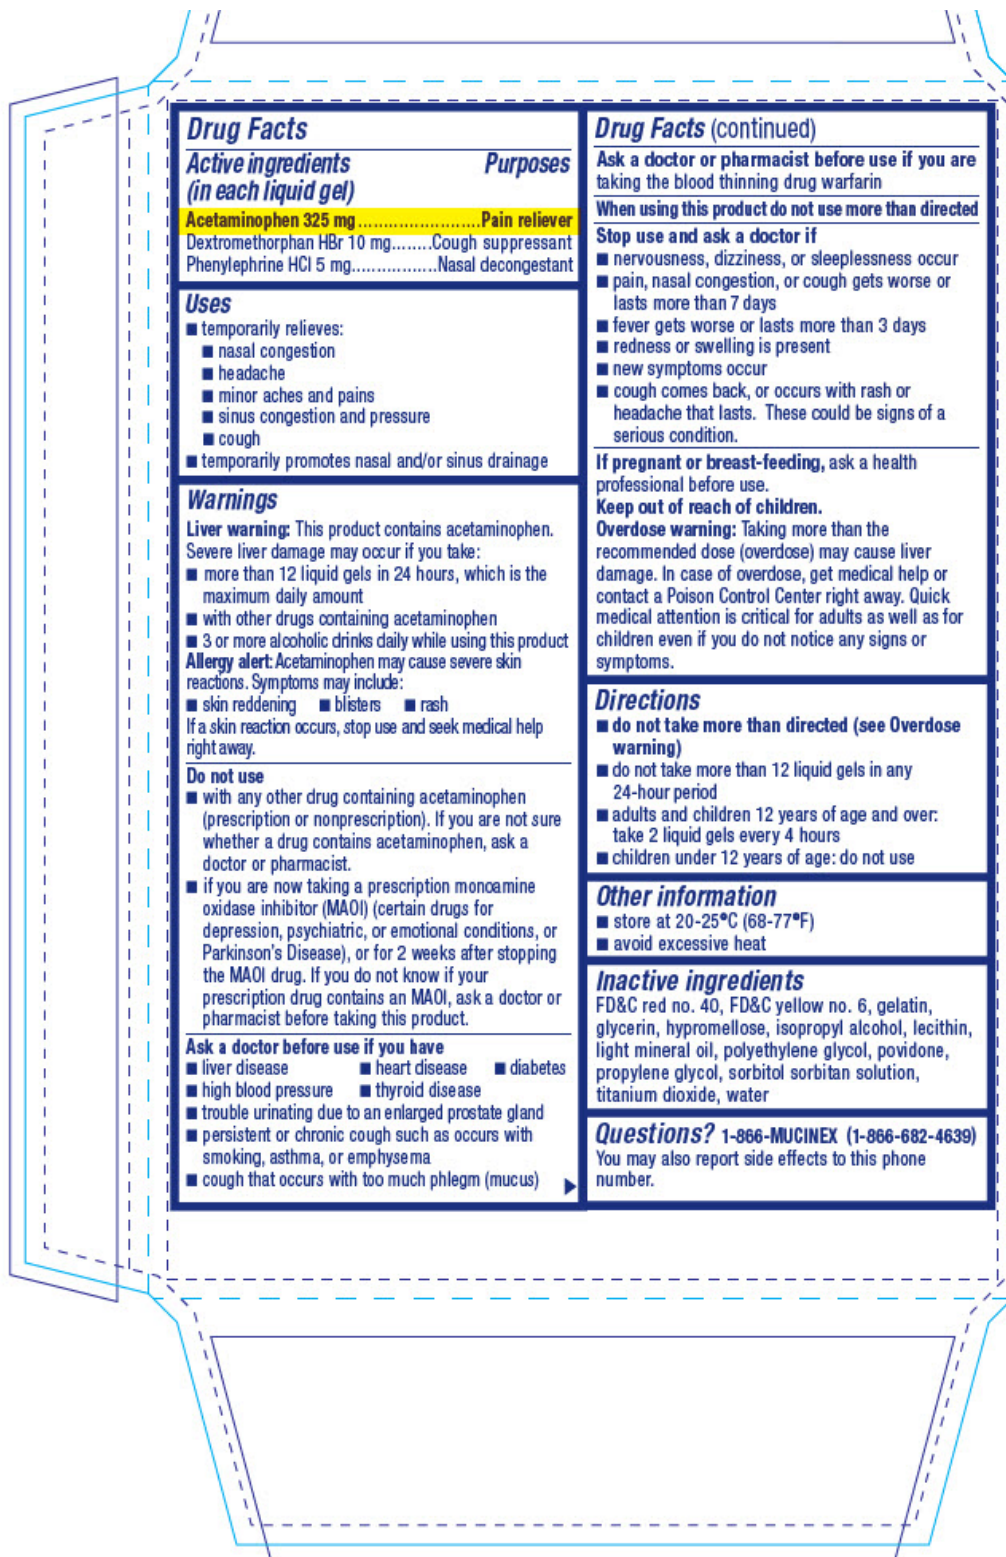 Drug Facts
Active ingredients Purposes
(in each liquid gel)
Acetaminophen 325 mg........................Pain reliever
Dextromethorphan HBr 10 mg........Cough suppressant
Phenylephrine HCl 5 mg.................Nasal decongestant
Uses
■ temporarily relieves:
■ nasal congestion
■ headache
■ minor aches and pains
■ sinus congestion and pressure
■ cough
■ temporarily promotes nasal and/or sinus drainage
Warnings
Liver warning: This product contains acetaminophen.
Severe liver damage may occur if you take:
■ more than 12 liquid gels in 24 hours, which is the
maximum daily amount
■ with other drugs containing acetaminophen
■ 3 or more alcoholic drinks daily while using this product
Allergy alert: Acetaminophen may cause severe skin
reactions. Symptoms may include:
■ skin reddening ■ blisters ■ rash
If a skin reaction occurs, stop use and seek medical help
right away.
Do not use
■ with any other drug containing acetaminophen
(prescription or nonprescription). If you are not sure
whether a drug contains acetaminophen, ask a
doctor or pharmacist.
■ if you are now taking a prescription monoamine
oxidase inhibitor (MAOI) (certain drugs for
depression, psychiatric, or emotional conditions, or
Parkinson's Disease), or for 2 weeks after stopping
the MAOI drug. If you do not know if your
prescription drug contains an MAOI, ask a doctor or
pharmacist before taking this product.
Ask a doctor before use if you have
■ liver disease ■ heart disease ■ diabetes
■ high blood pressure ■ thyroid disease
■ trouble urinating due to an enlarged prostate gland
■ persistent or chronic cough such as occurs with
smoking, asthma, or emphysema
■ cough that occurs with too much phlegm (mucus)
Drug Facts (continued)
Ask a doctor or pharmacist before use if you are
taking the blood thinning drug warfarin
When using this product do not use more than directed
Stop use and ask a doctor if
■ nervousness, dizziness, or sleeplessness occur
■ pain, nasal congestion, or cough gets worse or
lasts more than 7 days
■ fever gets worse or lasts more than 3 days
■ redness or swelling is present
■ new symptoms occur
■ cough comes back, or occurs with rash or
headache that lasts. These could be signs of a
serious condition.
If pregnant or breast-feeding, ask a health
professional before use.
Keep out of reach of children.
Overdose warning: Taking more than the
recommended dose (overdose) may cause liver
damage. In case of overdose, get medical help or
contact a Poison Control Center right away. Quick
medical attention is critical for adults as well as for
children even if you do not notice any signs or
symptoms.
Directions
■ do not take more than directed (see Overdose
warning)
■ do not take more than 12 liquid gels in any
24-hour period
■ adults and children 12 years of age and over:
take 2 liquid gels every 4 hours
■ children under 12 years of age: do not use
Other information
■ store at 20-25°C (68-77°F)
■ avoid excessive heat
Inactive ingredients
FD&C red no. 40, FD&C yellow no. 6, gelatin,
glycerin, hypromellose, isopropyl alcohol, lecithin,
light mineral oil, polyethylene glycol, povidone,
propylene glycol, sorbitol sorbitan solution,
titanium dioxide, water
Questions? 1-866-MUCINEX (1-866-682-4639)
You may also report side effects to this phone
number.